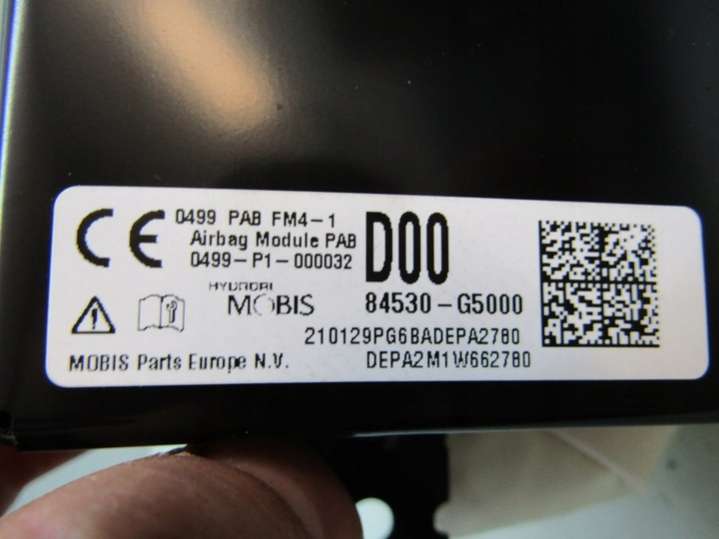 CE 0499 PAB FM4-1
Airbag Module PAB
0499-P1-000032
D00
HYUNDAI
MOBIS
84530-G5000
210129PG6BADEPA2780
MOBIS Parts Europe N.V.
DEPA2M1W662780